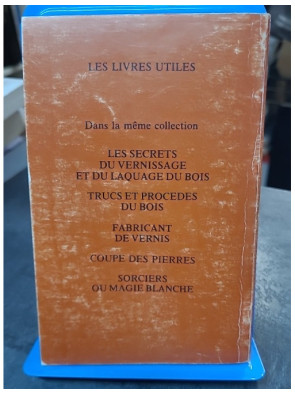 LES LIVRES UTILES
Dans la même collection
LES SECRETS
DU VERNISSAGE
ET DU LAQUAGE DU BOIS
TRUCS ET PROCEDES
DU BOIS
FABRICANT
DE VERNIS
COUPE DES PIERRES
SORCIERS
OU MAGIE BLANCHE